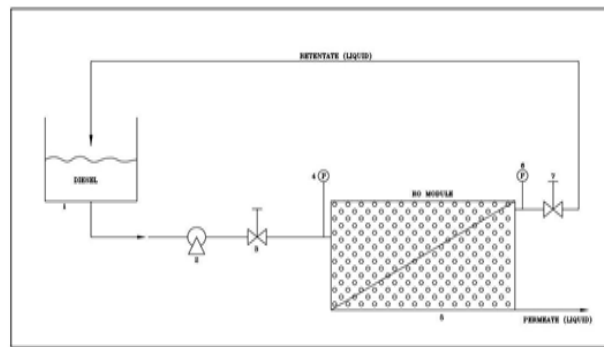 RETENTATE (LIQUID)
DIESEL
1
2
3
4 P
RO MODULE
5
6
P
7
PERMEATE (LIQUID)